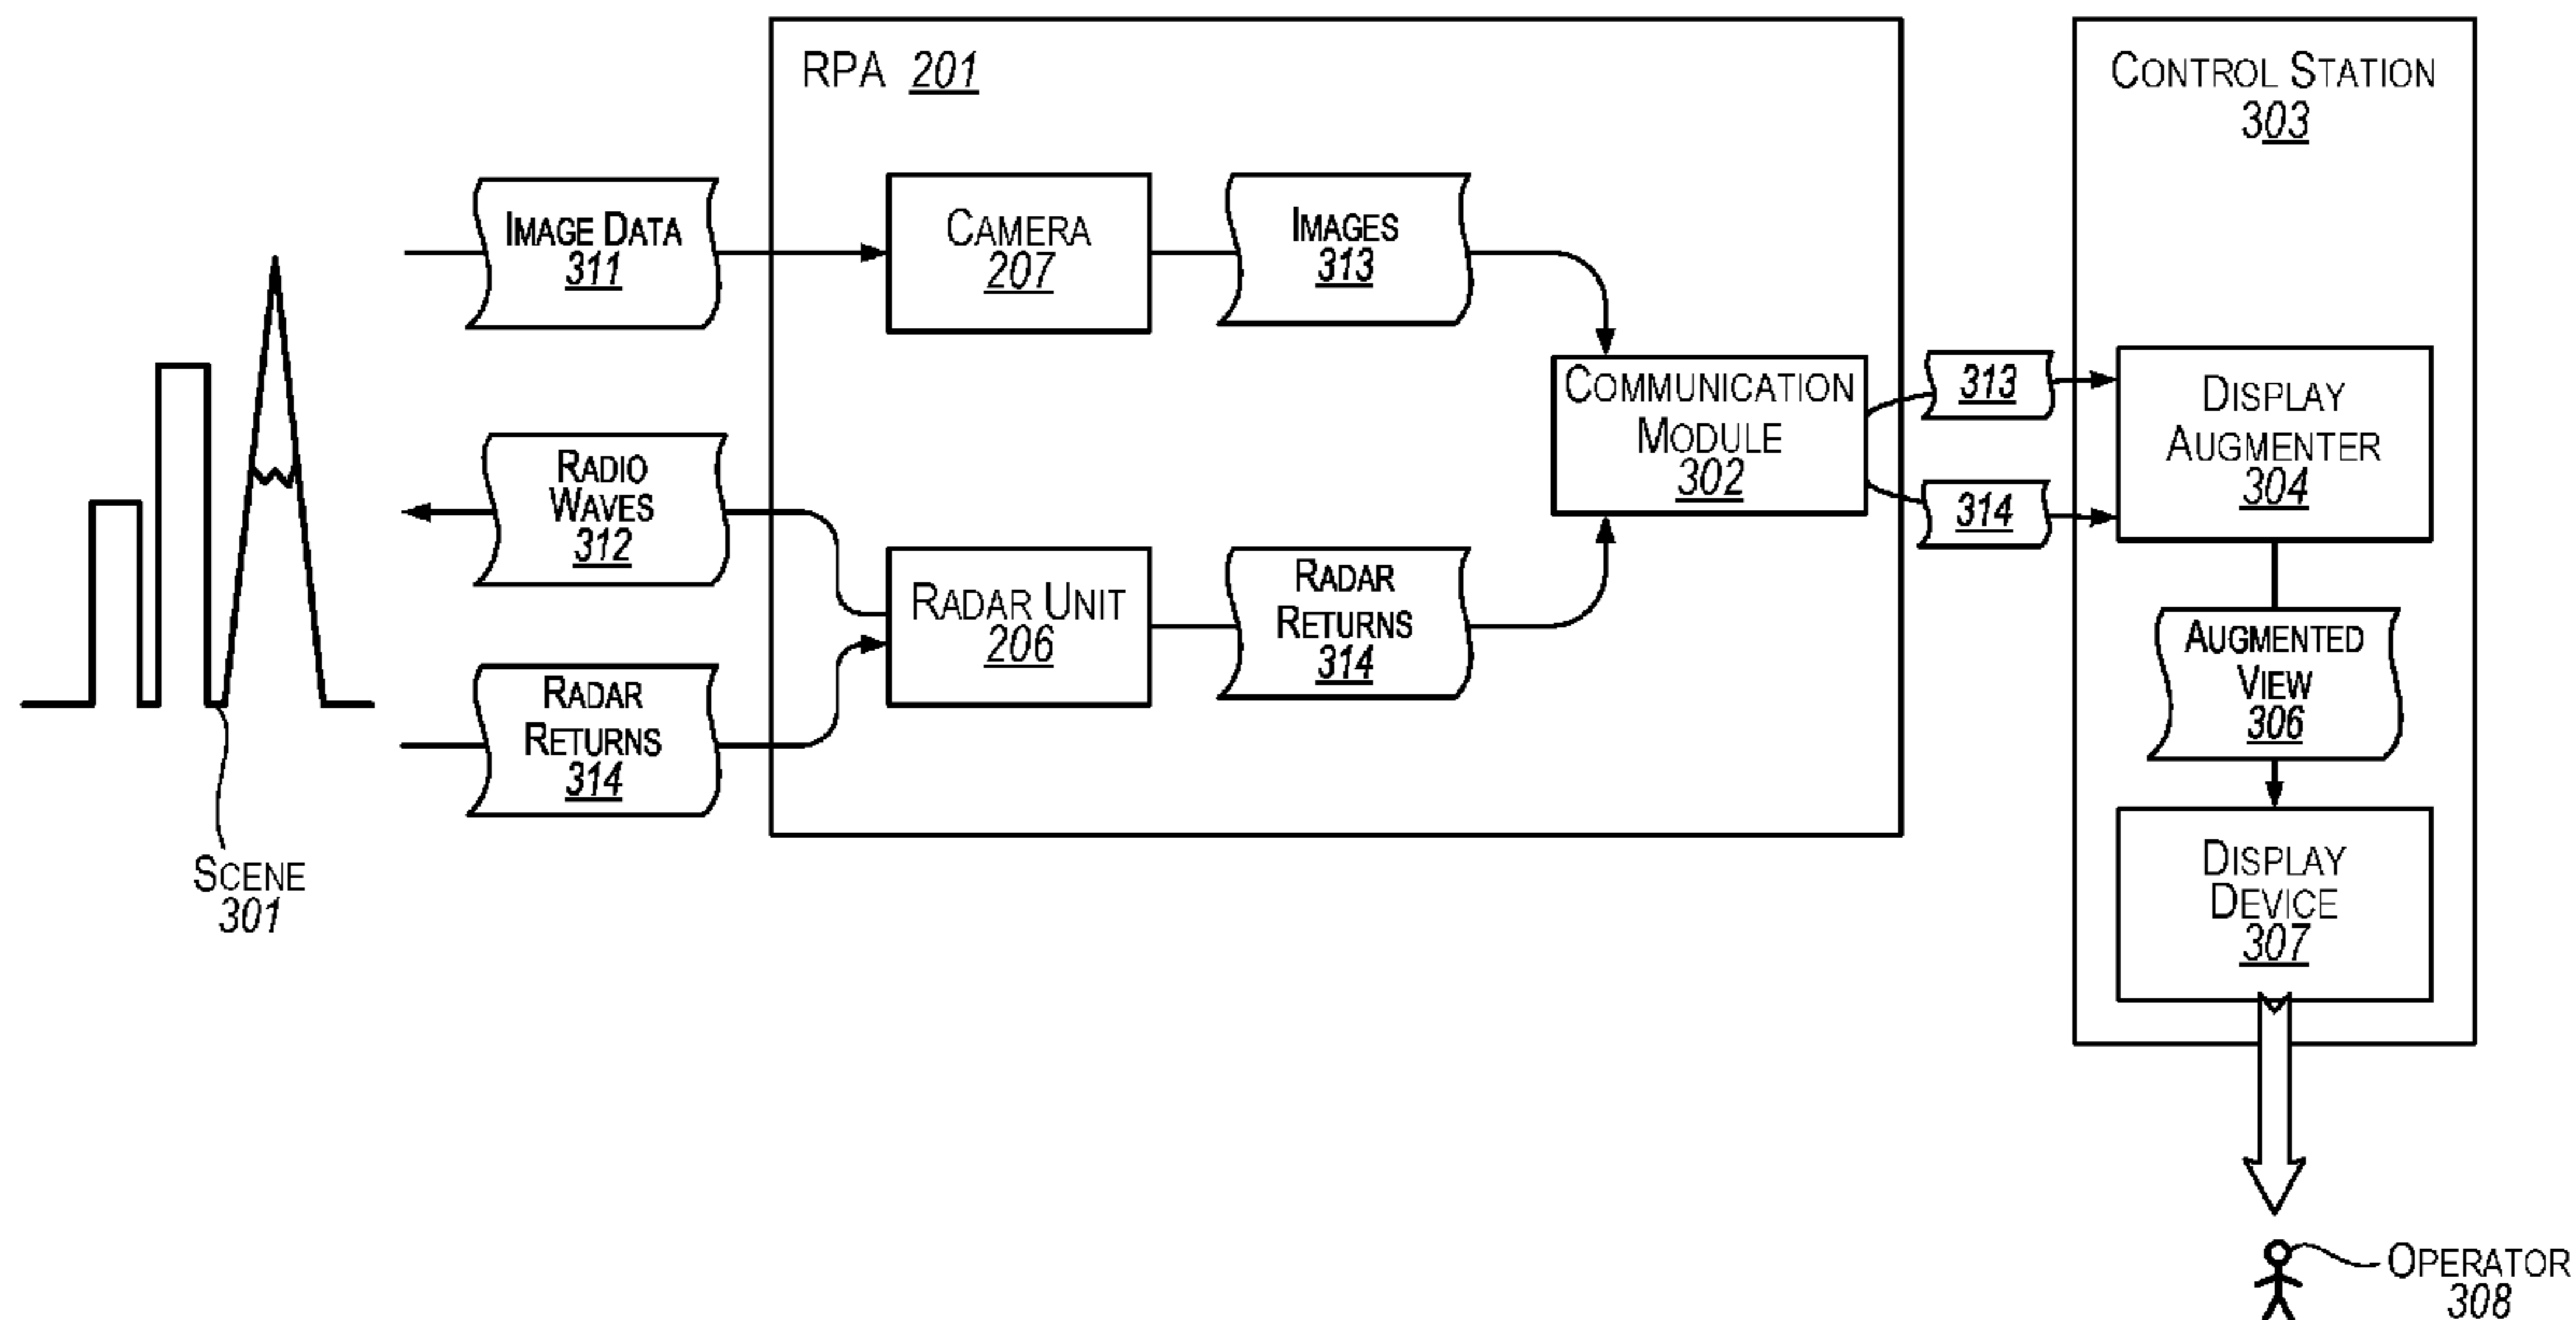 RPA 201
CONTROL STATION
303
IMAGE DATA
311
CAMERA
207
IMAGES
313
COMMUNICATION
MODULE
302
313
314
DISPLAY
AUGMENTER
304
RADIO
WAVES
312
RADAR UNIT
206
RADAR
RETURNS
314
RADAR
RETURNS
314
AUGMENTED
VIEW
306
DISPLAY
DEVICE
307
SCENE
301
OPERATOR
308